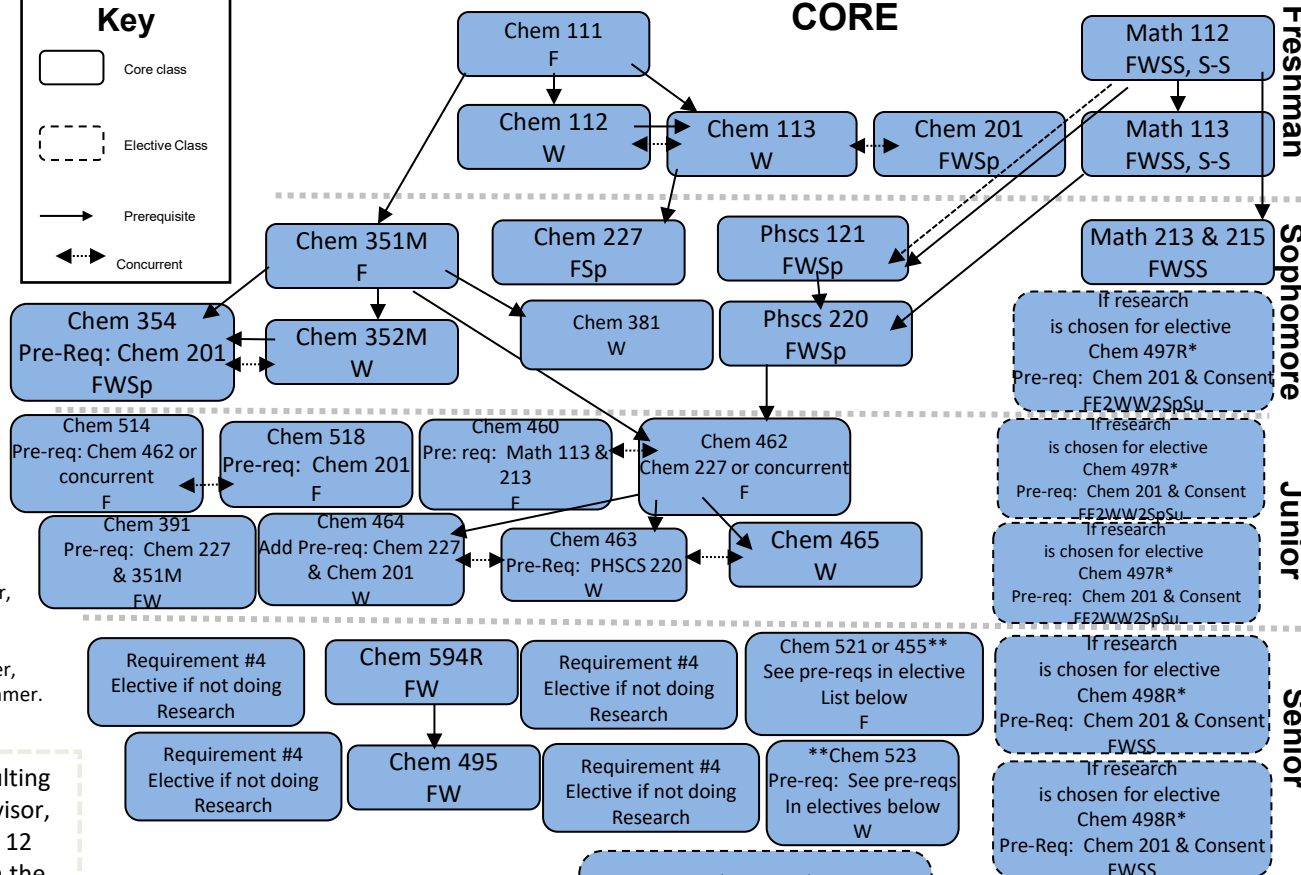 Key
Core class
Elective Class
Prerequisite
Concurrent
CORE
Freshman
Chem 111
F
Math 112
FWSS, S-S
Chem 112
W
Chem 113
W
Chem 201
FWSp
Math 113
FWSS, S-S
Sophomore
Chem 351M
F
Chem 227
FSp
Phscs 121
FWSp
Math 213 & 215
FWSS
Chem 354
Pre-Req: Chem 201
FWSp
Chem 352M
W
Chem 381
W
Phscs 220
FWSp
If research
is chosen for elective
Chem 497R*
Pre-req: Chem 201 & Consent
FF2WW2SpSu
Junior
Chem 514
Pre-req: Chem 462 or
concurrent
F
Chem 518
Pre-req: Chem 201
F
Chem 460
Pre: req: Math 113 &
213
F
Chem 462
Chem 227 or concurrent
F
If research
is chosen for elective
Chem 497R*
Pre-req: Chem 201 & Consent
FF2WW2SpSu
Chem 391
Pre-req: Chem 227
& 351M
FW
Chem 464
Add Pre-req: Chem 227
& Chem 201
W
Chem 463
Pre-Req: PHSCS 220
W
Chem 465
W
If research
is chosen for elective
Chem 497R*
Pre-req: Chem 201 & Consent
FF2WW2SpSu
Senior
Requirement #4
Elective if not doing
Research
Chem 594R
FW
Requirement #4
Elective if not doing
Research
Chem 521 or 455**
See pre-reqs in elective
List below
F
If research
is chosen for elective
Chem 498R*
Pre-Req: Chem 201 & Consent
FWSS
Requirement #4
Elective if not doing
Research
Chem 495
FW
Requirement #4
Elective if not doing
Research
**Chem 523
Pre-req: See pre-reqs
In electives below
W
If research
is chosen for elective
Chem 498R*
Pre-Req: Chem 201 & Consent
FWSS
12
the